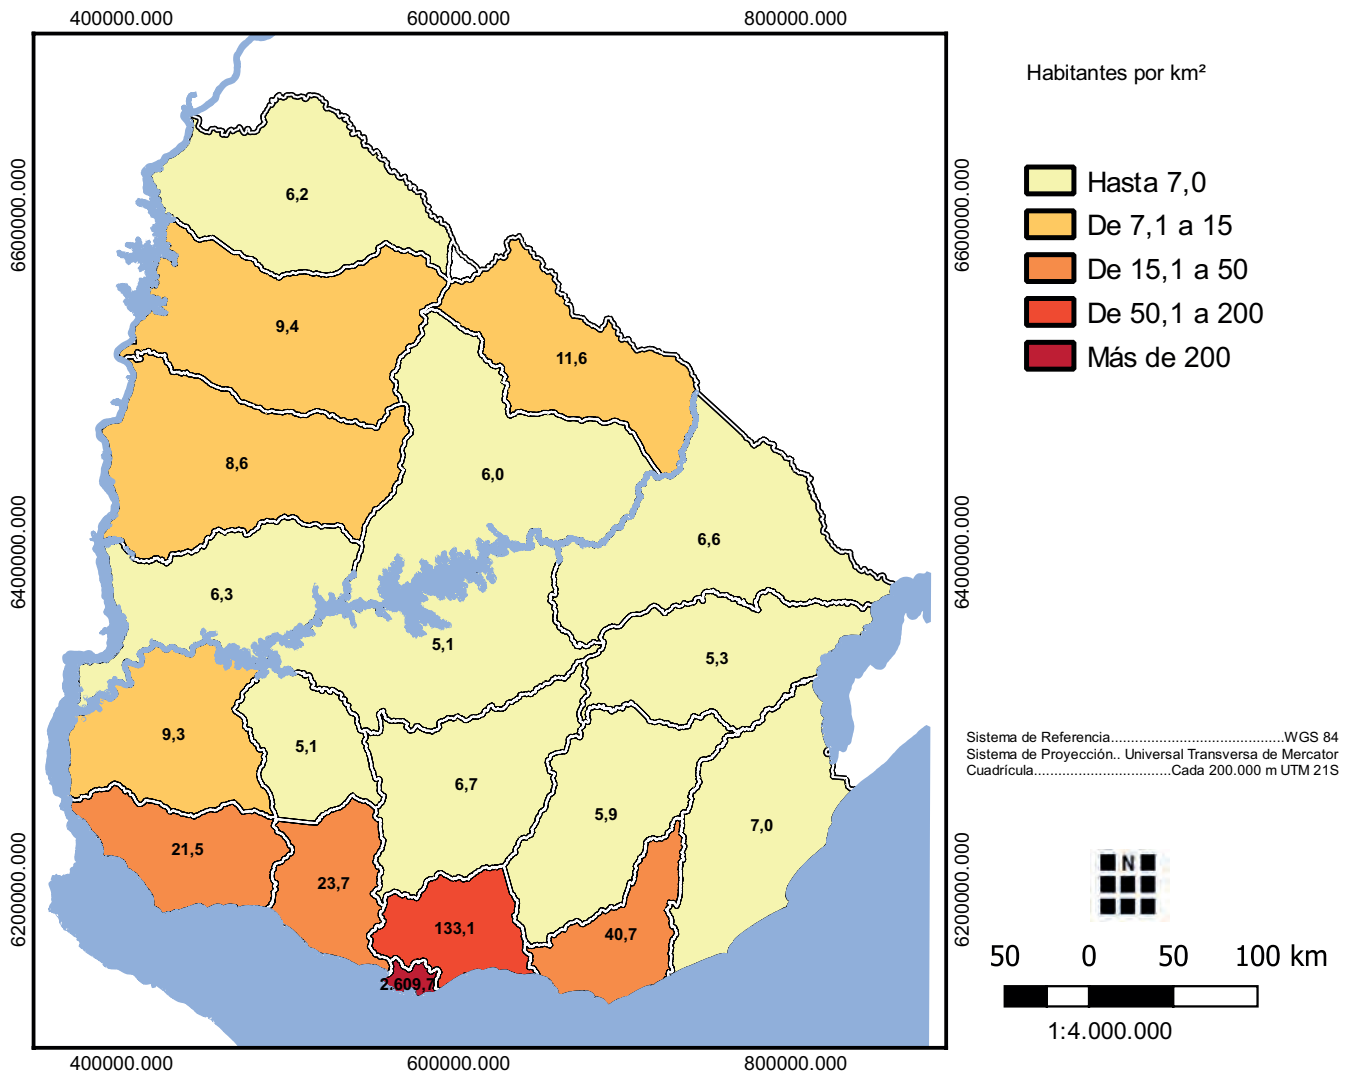 400000.000 600000.000 800000.000
Habitantes por km²
Hasta 7,0
De 7,1 a 15
De 15,1 a 50
De 50,1 a 200
Más de 200
6600000.000
6400000.000
6200000.000
6600000.000
6400000.000
6200000.000
6,2
9,4
11,6
8,6
6,0
6,6
6,3
5,1
5,3
9,3
5,1
6,7
5,9
7,0
21,5
23,7
133,1
40,7
2.609,7
Sistema de Referencia..........................................WGS 84
Sistema de Proyección.. Universal Transversa de Mercator
Cuadrícula.................................Cada 200.000 m UTM 21S
N
50 0 50 100 km
1:4.000.000
400000.000 600000.000 800000.000